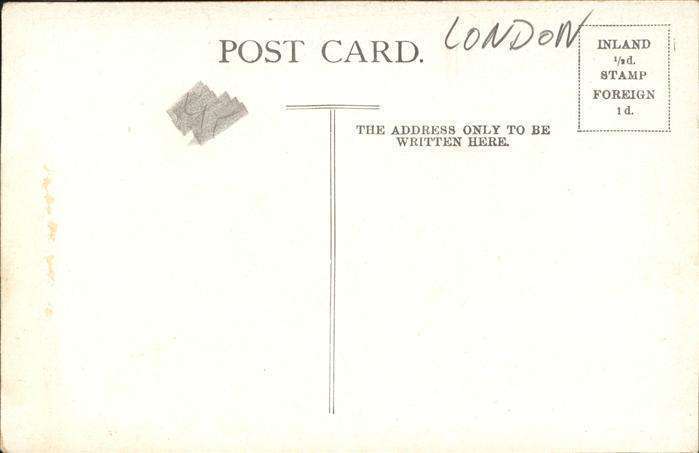 POST CARD.
LONDON
INLAND
1/2d.
STAMP
FOREIGN
1d.
THE ADDRESS ONLY TO BE
WRITTEN HERE.